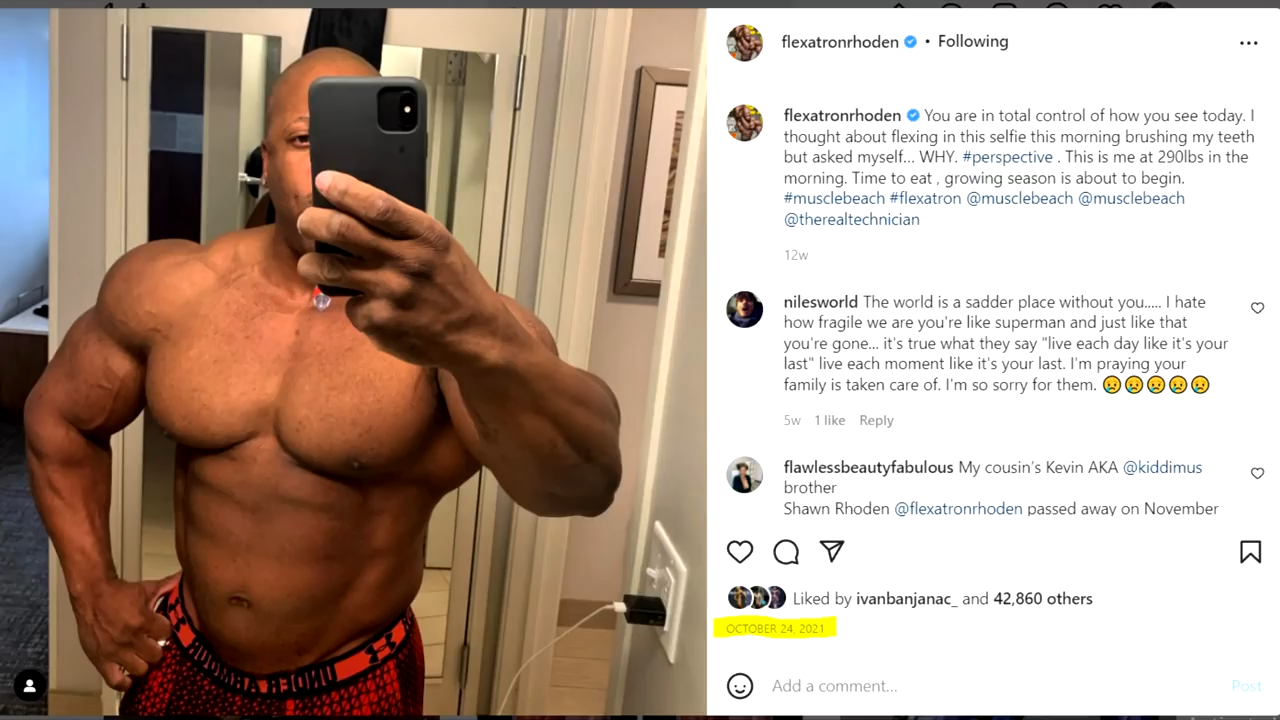 flexatronrhoden • Following
flexatronrhoden You are in total control of how you see today. I
thought about flexing in this selfie this morning brushing my teeth
but asked myself... WHY. #perspective . This is me at 290lbs in the
morning. Time to eat , growing season is about to begin.
#musclebeach #flexatron @musclebeach @musclebeach
@therealtechnician
12w
nilesworld The world is a sadder place without you..... I hate
how fragile we are you're like superman and just like that
you're gone... it's true what they say "live each day like it's your
last" live each moment like it's your last. I'm praying your
family is taken care of. I'm so sorry for them. 😢😢😢😢😢
5w 1 like Reply
flawlessbeautyfabulous My cousin's Kevin AKA @kiddimus
brother
Shawn Rhoden @flexatronrhoden passed away on November
Liked by ivanbanjanac_ and 42,860 others
OCTOBER 24, 2021
Add a comment... Post
UNDER ARMOUR